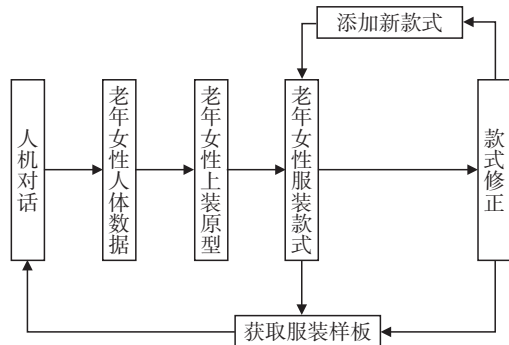 添加新款式
人机对话
老年女性人体数据
老年女性上装原型
老年女性服装款式
款式修正
获取服装样板